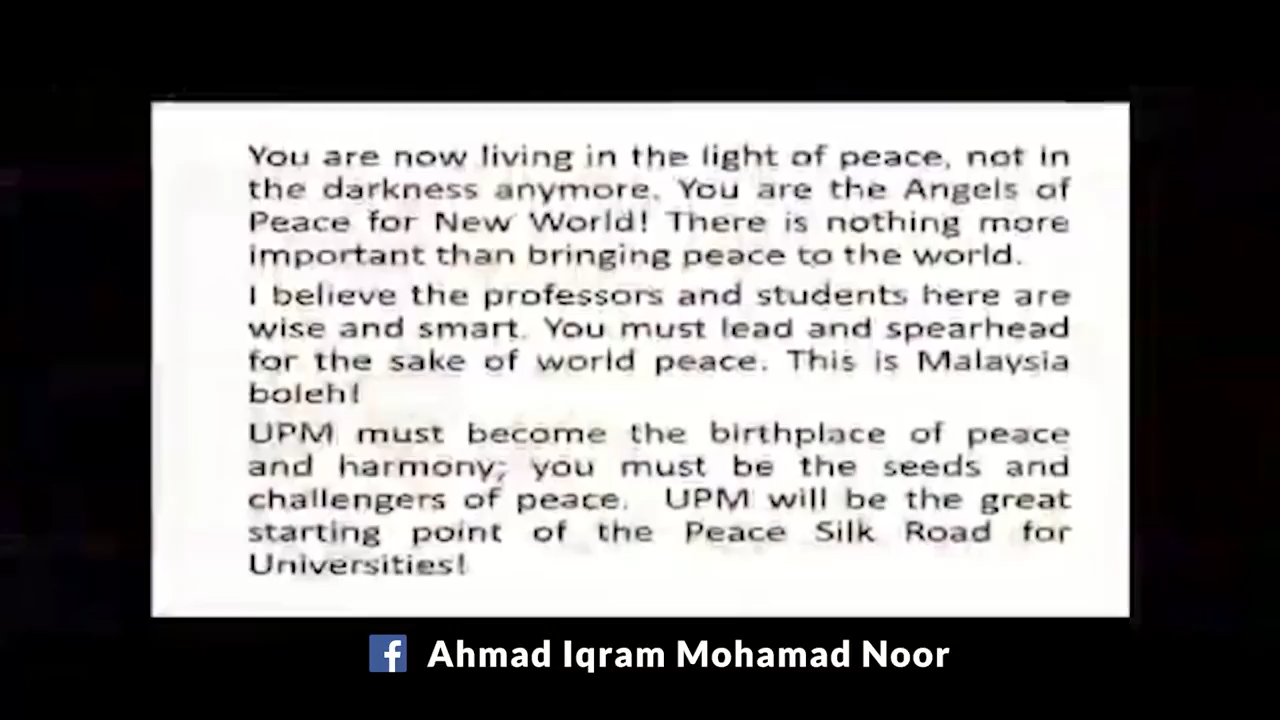 You are now living in the light of peace, not in
the darkness anymore. You are the Angels of
Peace for New World! There is nothing more
important than bringing peace to the world.
I believe the professors and students here are
wise and smart. You must lead and spearhead
for the sake of world peace. This is Malaysia
boleh!
UPM must become the birthplace of peace
and harmony; you must be the seeds and
challengers of peace. UPM will be the great
starting point of the Peace Silk Road for
Universities!
Ahmad Iqram Mohamad Noor